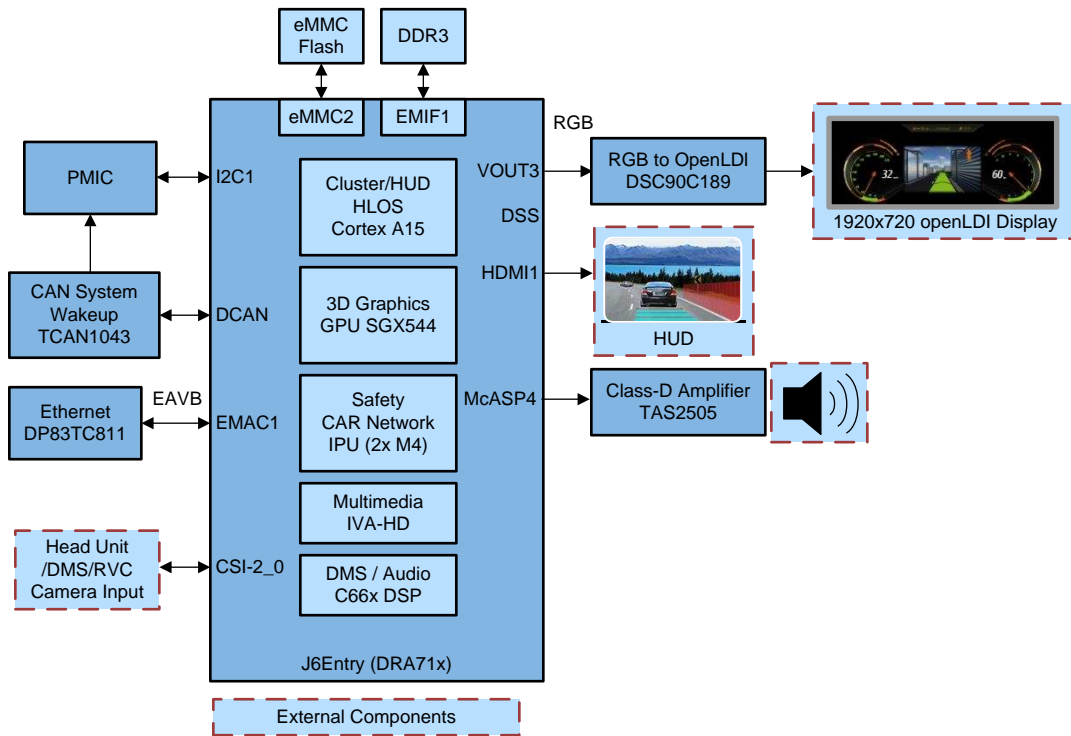 eMMC
Flash
DDR3
eMMC2
EMIF1
RGB
PMIC
I2C1
Cluster/HUD
HLOS
Cortex A15
VOUT3
RGB to OpenLDI
DSC90C189
32
60
1920x720 openLDI Display
DSS
CAN System
Wakeup
TCAN1043
DCAN
3D Graphics
GPU SGX544
HDMI1
HUD
Ethernet
DP83TC811
EAVB
EMAC1
Safety
CAR Network
IPU (2x M4)
McASP4
Class-D Amplifier
TAS2505
Multimedia
IVA-HD
Head Unit
/DMS/RVC
Camera Input
CSI-2_0
DMS / Audio
C66x DSP
J6Entry (DRA71x)
External Components